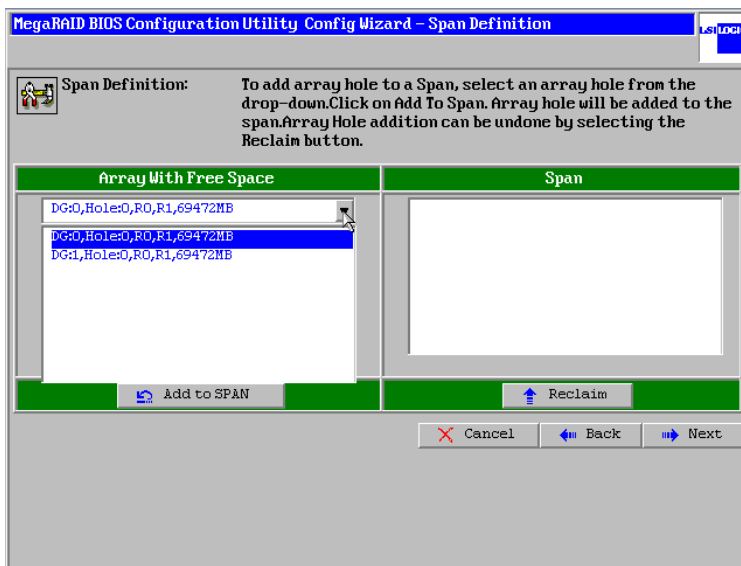 MegaRAID BIOS Configuration Utility Config Wizard - Span Definition
LSI LOGI
Span Definition:
To add array hole to a Span, select an array hole from the
drop-down.Click on Add To Span. Array hole will be added to the
span.Array Hole addition can be undone by selecting the
Reclaim button.
Array With Free Space
Span
DG:0,Hole:0,R0,R1,69472MB
DG:0,Hole:0,R0,R1,69472MB
DG:1,Hole:0,R0,R1,69472MB
Add to SPAN
Reclaim
Cancel
Back
Next